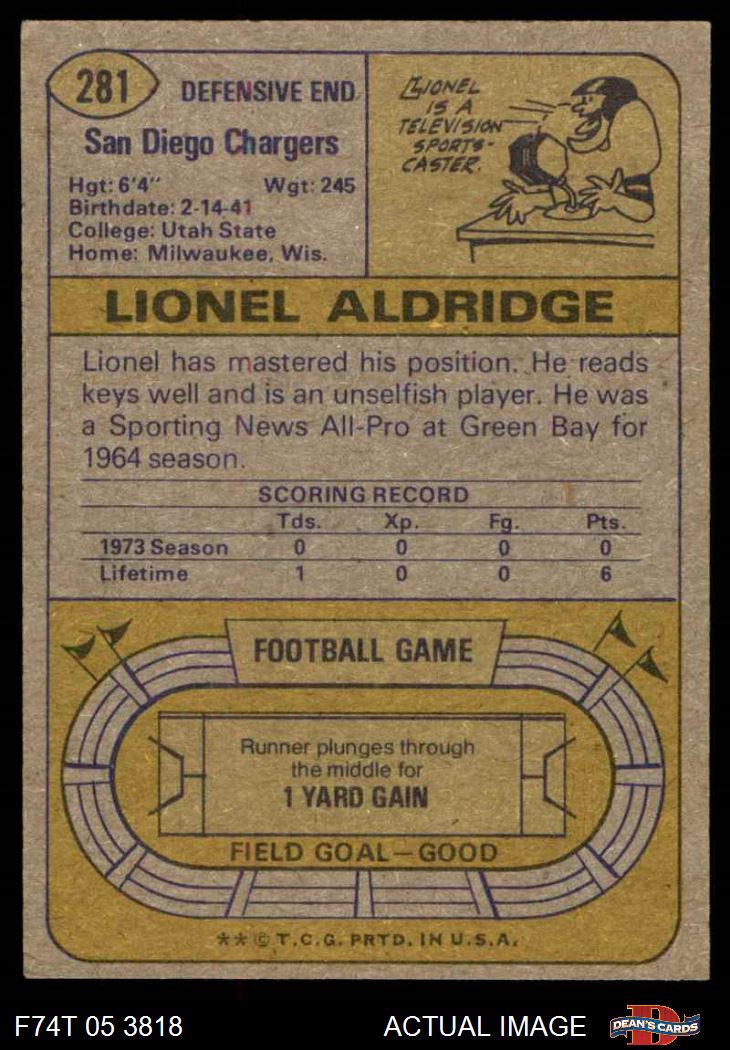 281
DEFENSIVE END
San Diego Chargers
Hgt: 6'4" Wgt: 245
Birthdate: 2-14-41
College: Utah State
Home: Milwaukee, Wis.
LIONEL
IS A
TELEVISION
SPORTS-
CASTER.
LIONEL ALDRIDGE
Lionel has mastered his position. He reads
keys well and is an unselfish player. He was
a Sporting News All-Pro at Green Bay for
1964 season.
SCORING RECORD
Tds. Xp. Fg. Pts.
1973 Season 0 0 0 0
Lifetime 1 0 0 6
FOOTBALL GAME
Runner plunges through
the middle for
1 YARD GAIN
FIELD GOAL—GOOD
**© T.C.G. PRTD. IN U.S.A.
F74T 05 3818
ACTUAL IMAGE
D
DEAN'S CARDS